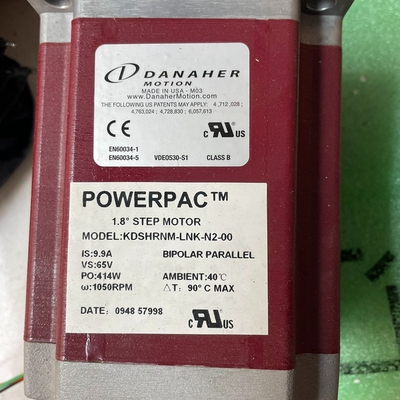 DANAHER
MOTION
MADE IN USA - M03
www.DanaherMotion.com
THE FOLLOWING US PATENTS MAY APPLY: 4 ,712 ,028 ;
4,763,024 ; 4,728,830 ; 6,057,613
CE
c RU US
EN60034-1
EN60034-5 VDE0530-S1 CLASS B
POWERPAC™
1.8° STEP MOTOR
MODEL:KDSHRNM-LNK-N2-00
IS:9.9A BIPOLAR PARALLEL
VS:65V
PO:414W AMBIENT:40℃
ω:1050RPM △T: 90° C MAX
DATE: 0948 57998
c RU US